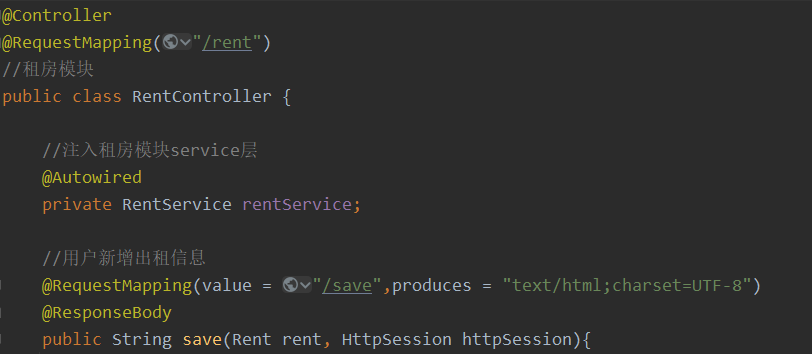 @Controller
@RequestMapping("/rent")
//租房模块
public class RentController {
//注入租房模块service层
@Autowired
private RentService rentService;
//用户新增出租信息
@RequestMapping(value = "/save",produces = "text/html;charset=UTF-8")
@ResponseBody
public String save(Rent rent, HttpSession httpSession){